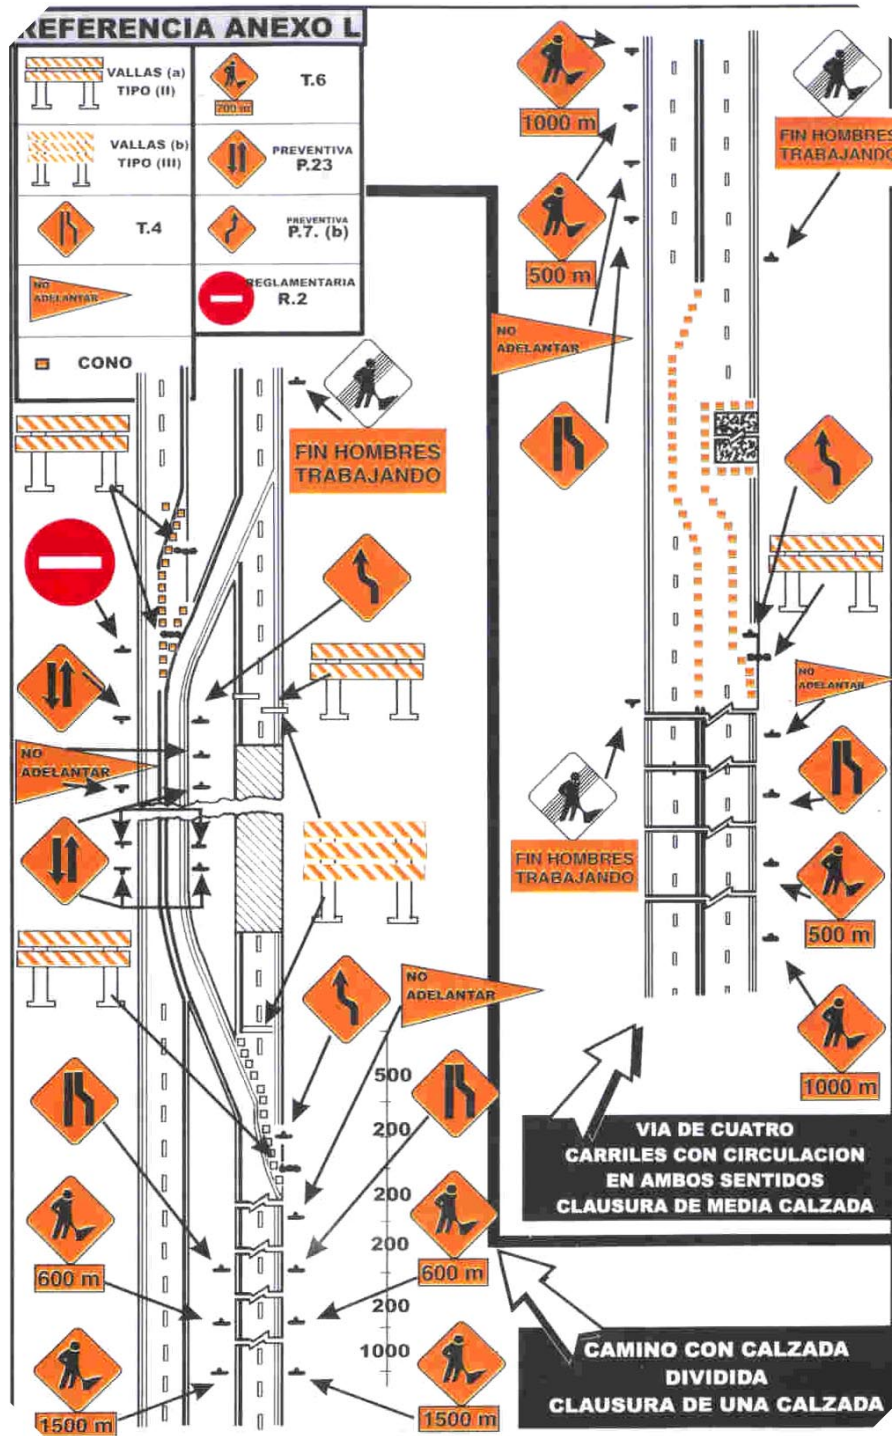 REFERENCIA ANEXO L
VALLAS (a)
TIPO (II)
T.6
700 m
VALLAS (b)
TIPO (III)
PREVENTIVA
P.23
T.4
PREVENTIVA
P.7. (b)
NO
ADELANTAR
REGLAMENTARIA
R.2
CONO
FIN HOMBRES
TRABAJANDO
NO
ADELANTAR
NO
ADELANTAR
500
200
200
200
200
1000
600 m
600 m
1500 m
1500 m
1000 m
500 m
NO
ADELANTAR
FIN HOMBRES
TRABAJANDO
NO
ADELANTAR
FIN HOMBRES
TRABAJANDO
500 m
1000 m
VIA DE CUATRO
CARRILES CON CIRCULACION
EN AMBOS SENTIDOS
CLAUSURA DE MEDIA CALZADA
CAMINO CON CALZADA
DIVIDIDA
CLAUSURA DE UNA CALZADA